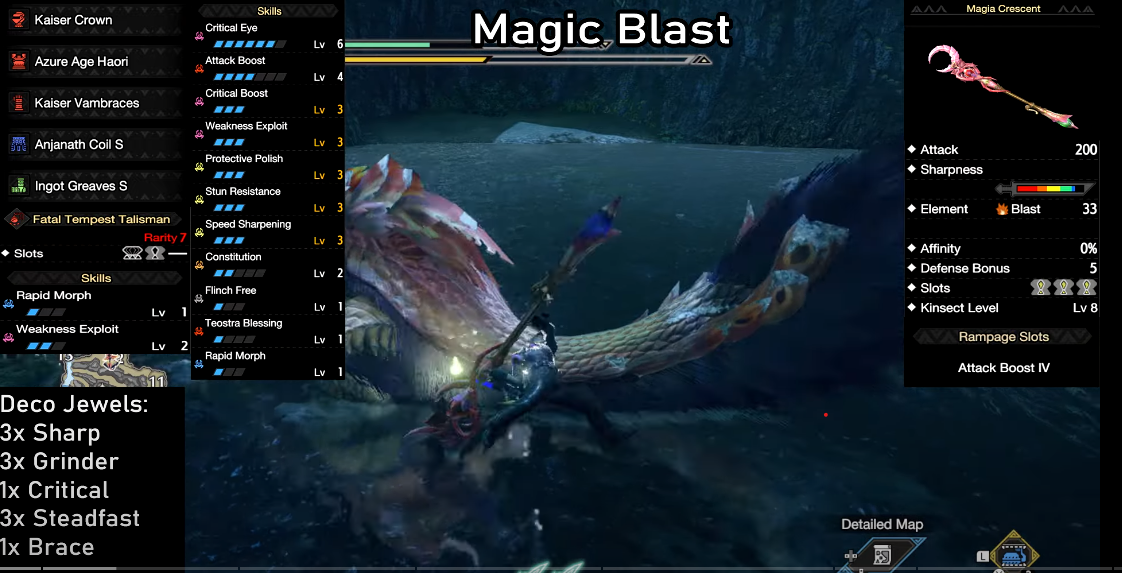 Magic Blast
Kaiser Crown
Azure Age Haori
Kaiser Vambraces
Anjanath Coil S
Ingot Greaves S
Fatal Tempest Talisman
Rarity 7
Slots
Skills
Rapid Morph
Lv 1
Weakness Exploit
Lv 2
11
Deco Jewels:
3x Sharp
3x Grinder
1x Critical
3x Steadfast
1x Brace
Skills
Critical Eye
Lv 6
Attack Boost
Lv 4
Critical Boost
Lv 3
Weakness Exploit
Lv 3
Protective Polish
Lv 3
Stun Resistance
Lv 3
Speed Sharpening
Lv 3
Constitution
Lv 2
Flinch Free
Lv 1
Teostra Blessing
Lv 1
Rapid Morph
Lv 1
Magia Crescent
Attack 200
Sharpness
Element Blast 33
Affinity 0%
Defense Bonus 5
Slots
Kinsect Level Lv 8
Rampage Slots
Attack Boost IV
Detailed Map
L